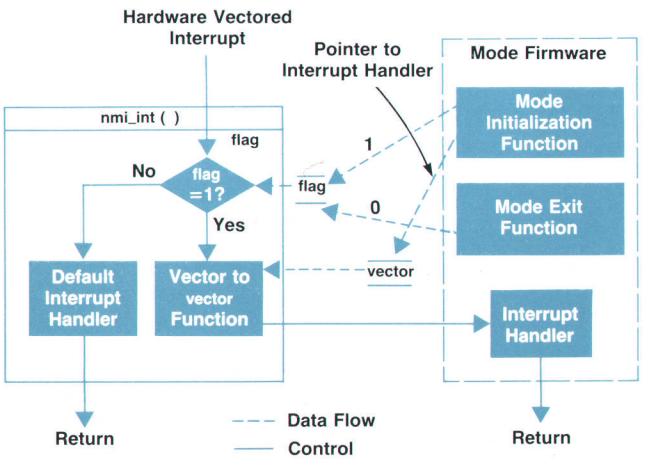 Hardware Vectored
Interrupt
Pointer to
Interrupt Handler
Mode Firmware
nmi_int ( )
flag
Mode
Initialization
Function
1
No
flag
=1?
flag
0
Mode Exit
Function
Yes
Default
Interrupt
Handler
Vector to
vector
Function
vector
Interrupt
Handler
Return
Data Flow
Control
Return